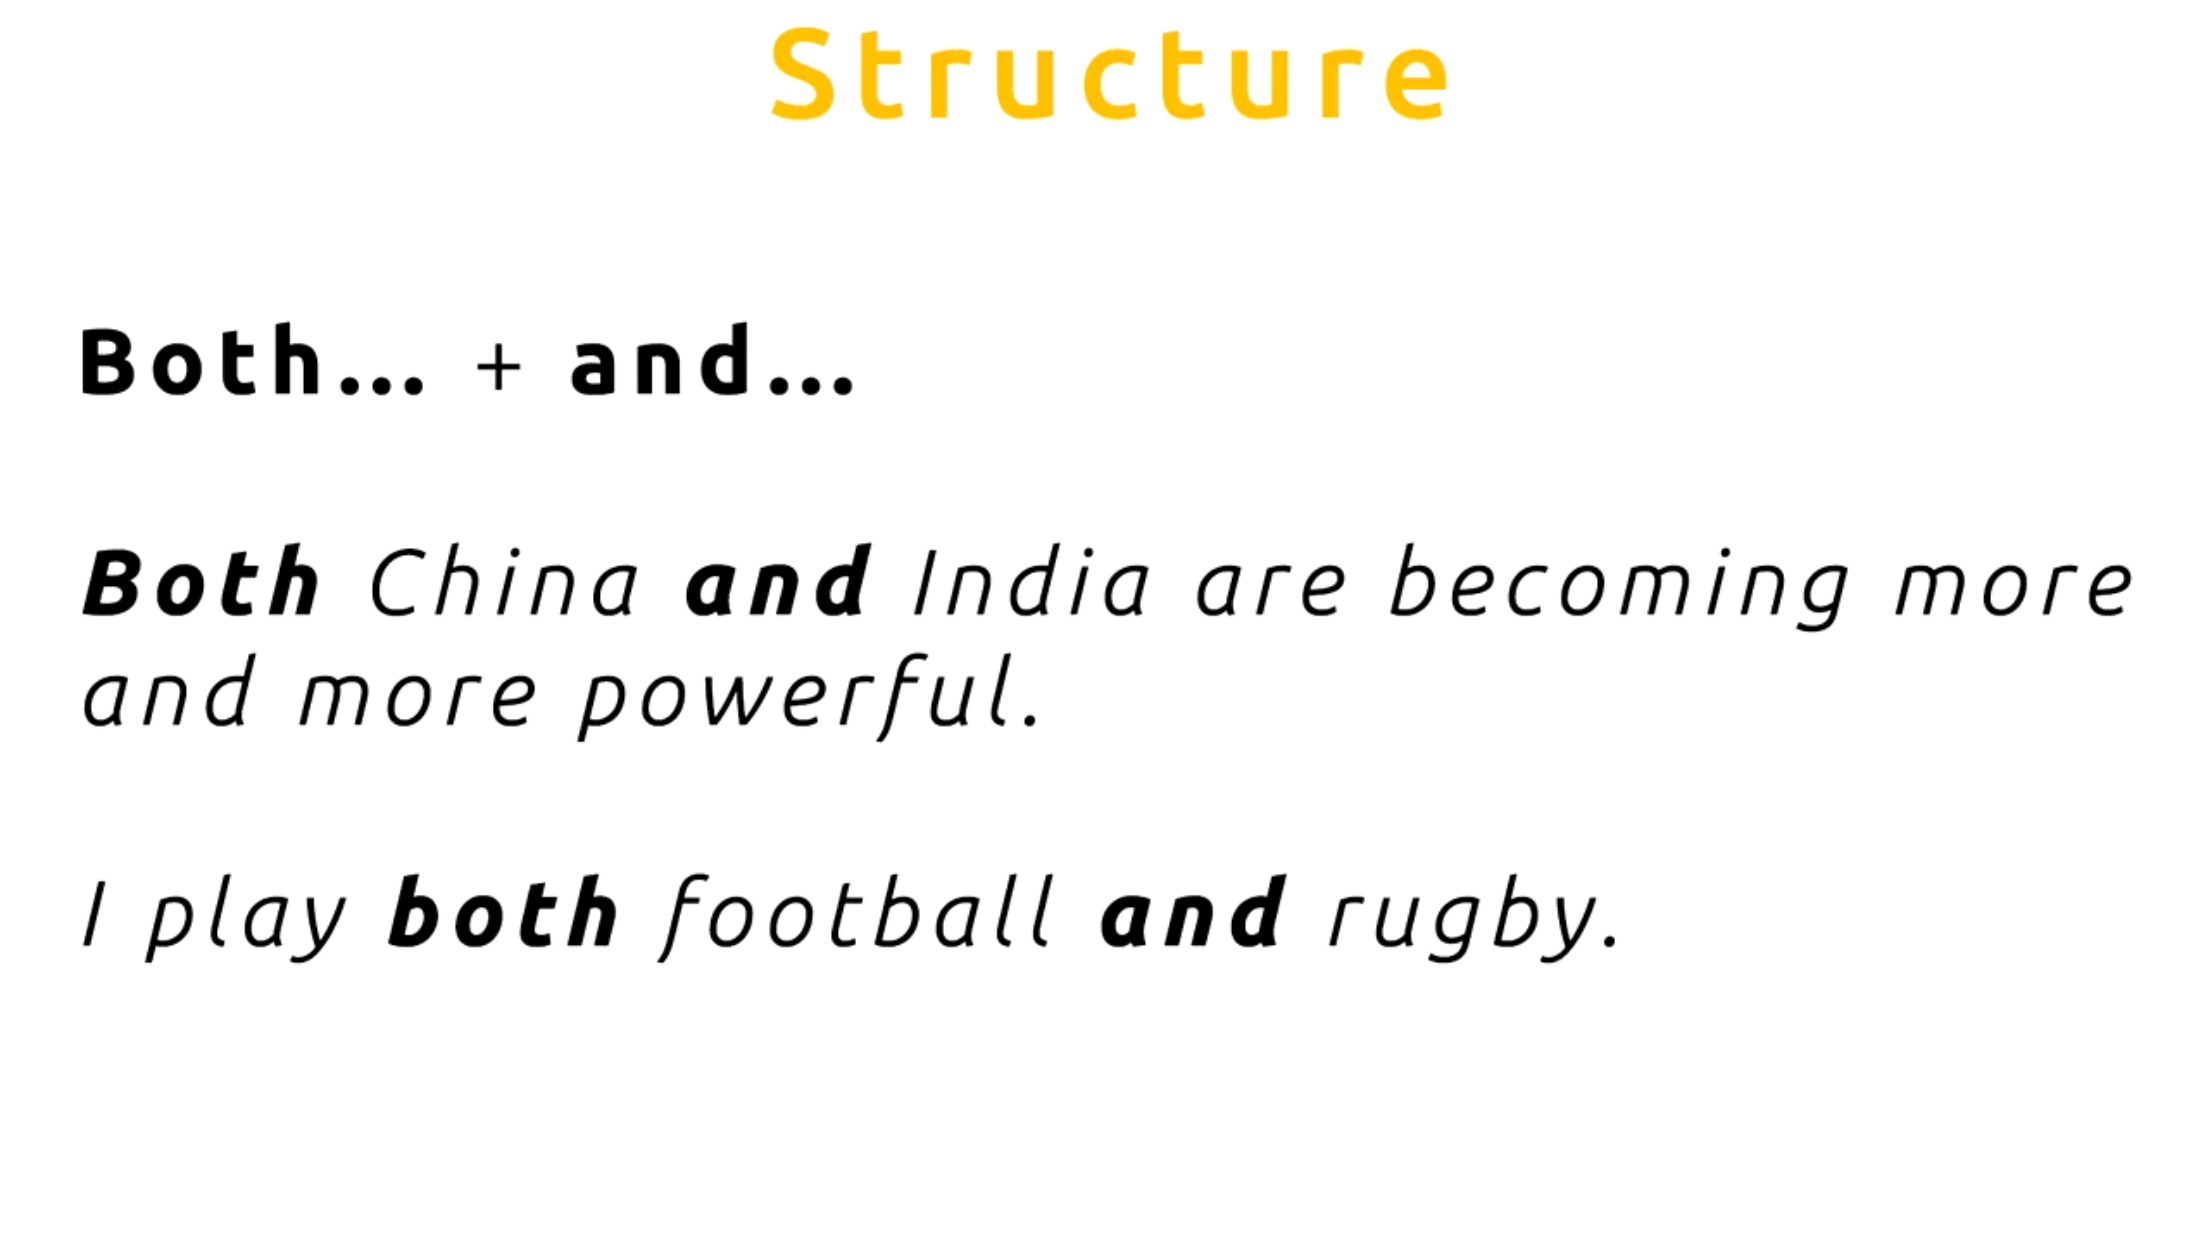 Structure
Both... + and...
Both China and India are becoming more
and more powerful.
I play both football and rugby.